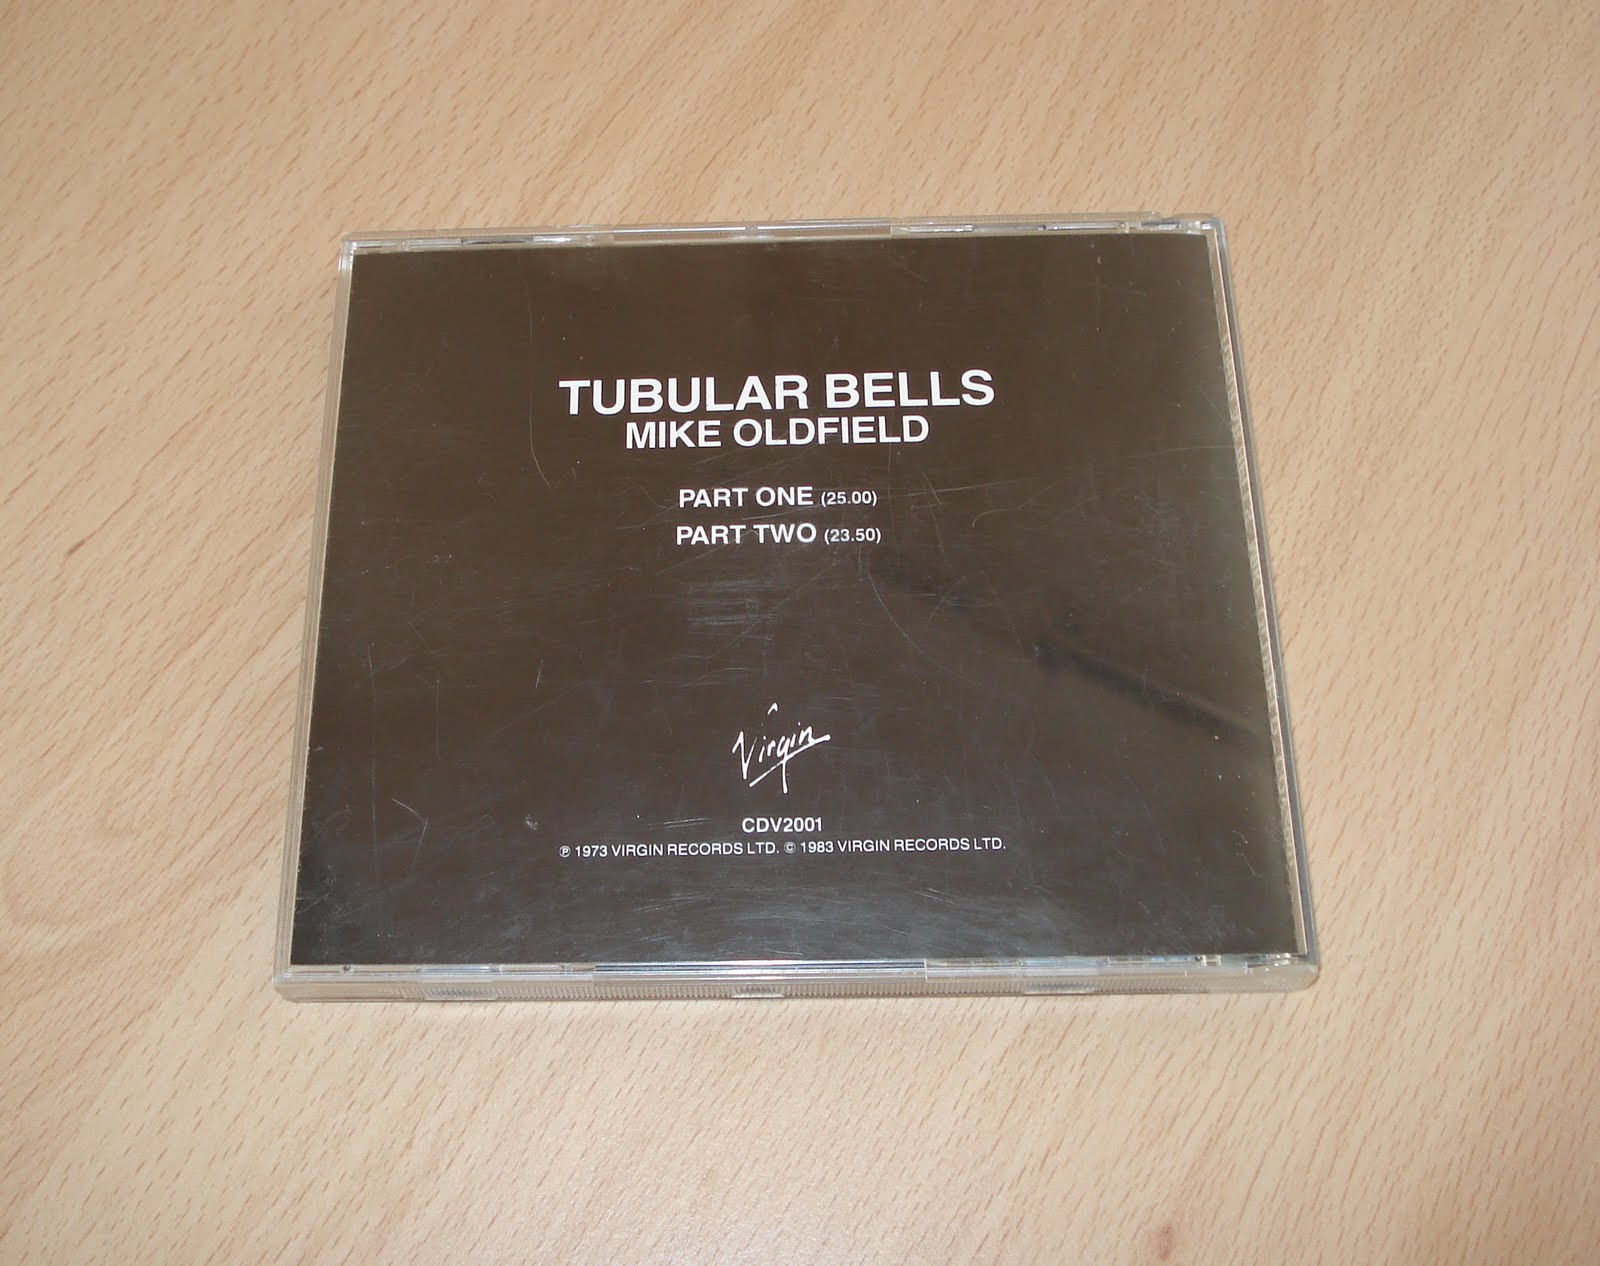 TUBULAR BELLS
MIKE OLDFIELD
PART ONE (25.00)
PART TWO (23.50)
Virgin
CDV2001
℗ 1973 VIRGIN RECORDS LTD. © 1983 VIRGIN RECORDS LTD.